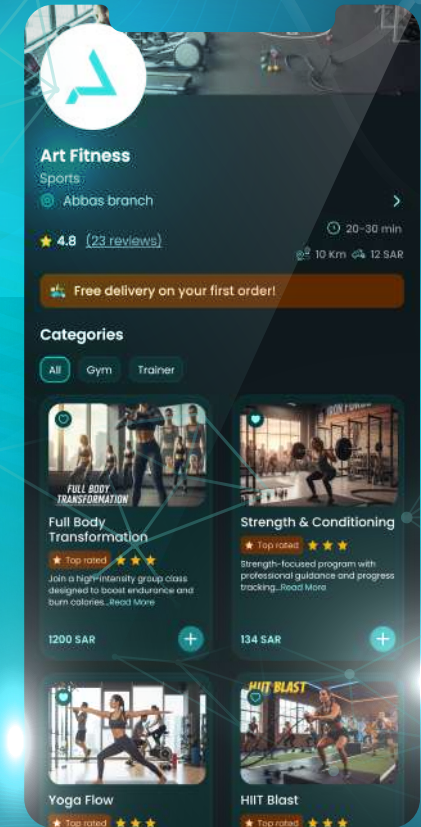 Art Fitness
Sports
Abbas branch
20-30 min
4.8 (23 reviews)
10 Km 12 SAR
Free delivery on your first order!
Categories
All Gym Trainer
FULL BODY
TRANSFORMATION
IRON FORGE
Full Body
Transformation
Top rated
Join a high-intensity group class
designed to boost endurance and
burn calories...Read More
1200 SAR
Strength & Conditioning
Top rated
Strength-focused program with
professional guidance and progress
tracking...Read More
134 SAR
HIIT BLAST
Yoga Flow
Top rated
HIIT Blast
Top rated